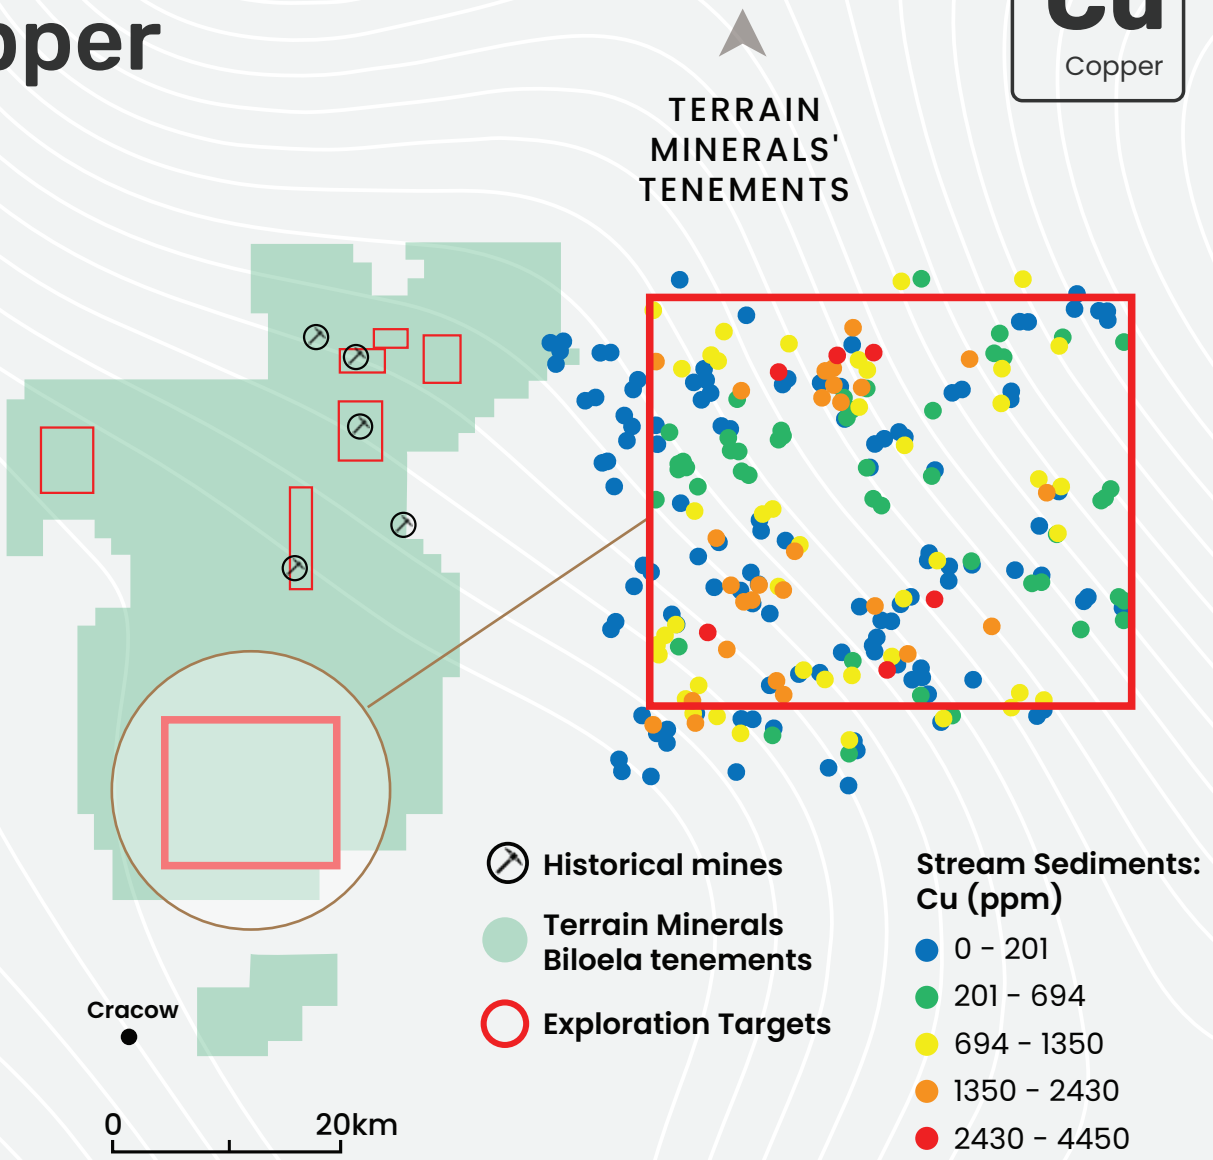 pper
Cu
Copper
TERRAIN
MINERALS'
TENEMENTS
Historical mines
Terrain Minerals
Biloela tenements
Exploration Targets
Stream Sediments:
Cu (ppm)
0 - 201
201 - 694
694 - 1350
1350 - 2430
2430 - 4450
Cracow
0 20km